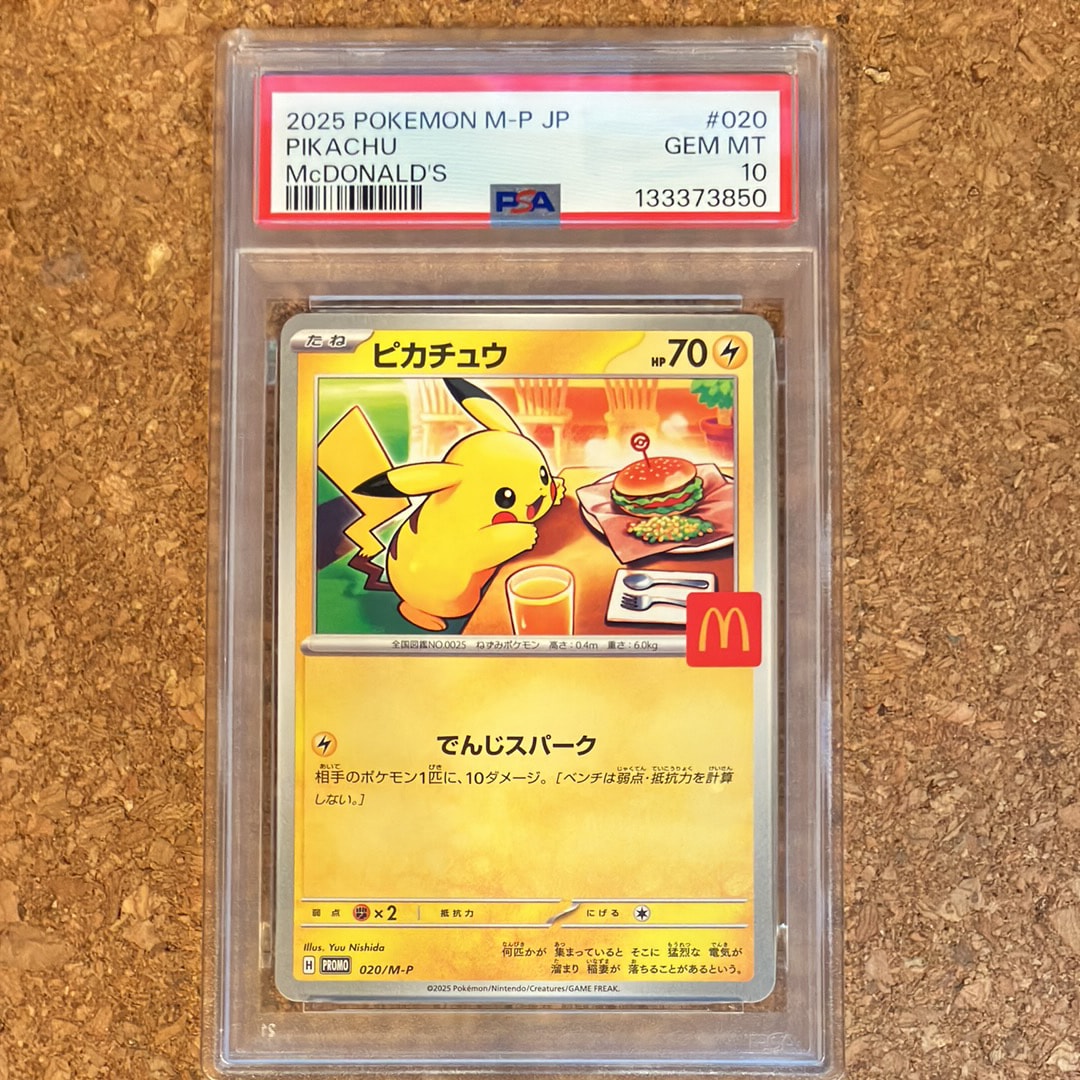 2025 POKEMON M-P JP #020
PIKACHU GEM MT
McDONALD'S 10
PSA 133373850
たね ピカチュウ HP70
全国図鑑NO.0025 ねずみポケモン 高さ:0.4m 重さ:6.0kg
でんじスパーク
相手のポケモン1匹に、10ダメージ。[ベンチは弱点・抵抗力を計算
しない。]
弱点 ×2 抵抗力 にげる
Illus. Yuu Nishida
何匹かが 集まっていると そこに 猛烈な 電気が
溜まり 稲妻が 落ちることがあるという。
H PROMO 020/M-P
©2025 Pokémon/Nintendo/Creatures/GAME FREAK.